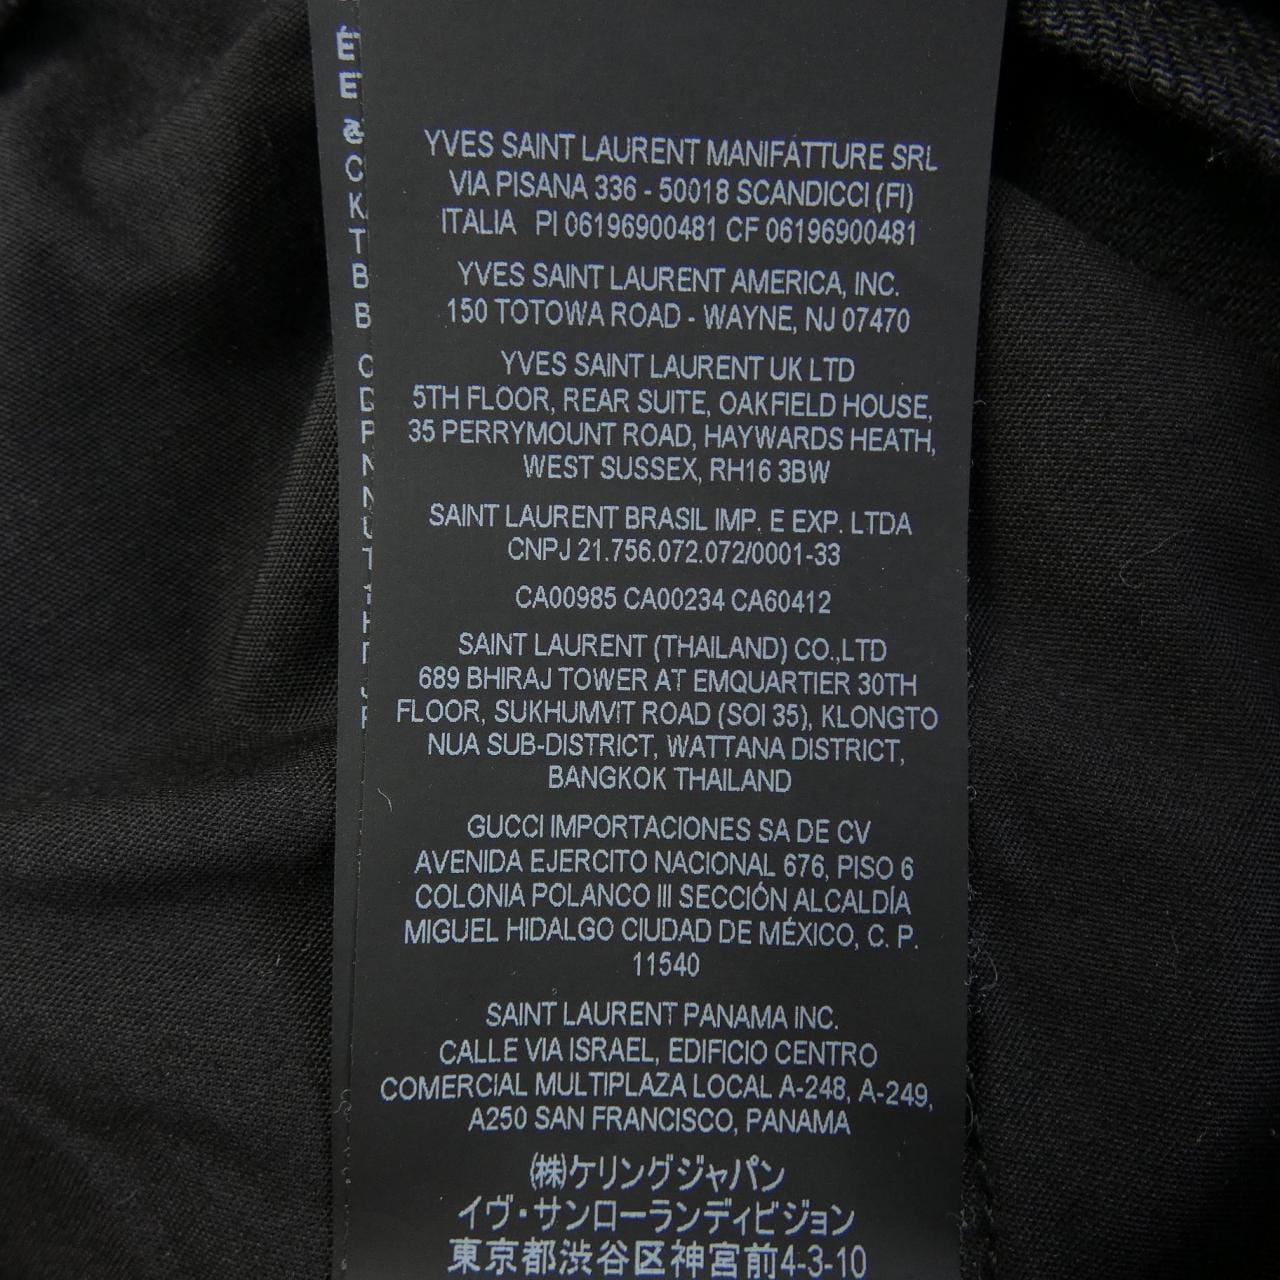 YVES SAINT LAURENT MANIFATTURE SRL
VIA PISANA 336 - 50018 SCANDICCI (FI)
ITALIA PI 06196900481 CF 06196900481
YVES SAINT LAURENT AMERICA, INC.
150 TOTOWA ROAD - WAYNE, NJ 07470
YVES SAINT LAURENT UK LTD
5TH FLOOR, REAR SUITE, OAKFIELD HOUSE,
35 PERRYMOUNT ROAD, HAYWARDS HEATH,
WEST SUSSEX, RH16 3BW
SAINT LAURENT BRASIL IMP. E EXP. LTDA
CNPJ 21.756.072.072/0001-33
CA00985 CA00234 CA60412
SAINT LAURENT (THAILAND) CO.,LTD
689 BHIRAJ TOWER AT EMQUARTIER 30TH
FLOOR, SUKHUMVIT ROAD (SOI 35), KLONGTO
NUA SUB-DISTRICT, WATTANA DISTRICT,
BANGKOK THAILAND
GUCCI IMPORTACIONES SA DE CV
AVENIDA EJERCITO NACIONAL 676, PISO 6
COLONIA POLANCO III SECCIÓN ALCALDÍA
MIGUEL HIDALGO CIUDAD DE MÉXICO, C. P.
11540
SAINT LAURENT PANAMA INC.
CALLE VIA ISRAEL, EDIFICIO CENTRO
COMERCIAL MULTIPLAZA LOCAL A-248, A-249,
A250 SAN FRANCISCO, PANAMA
(株)ケリングジャパン
イヴ・サンローランディビジョン
東京都渋谷区神宮前4-3-10